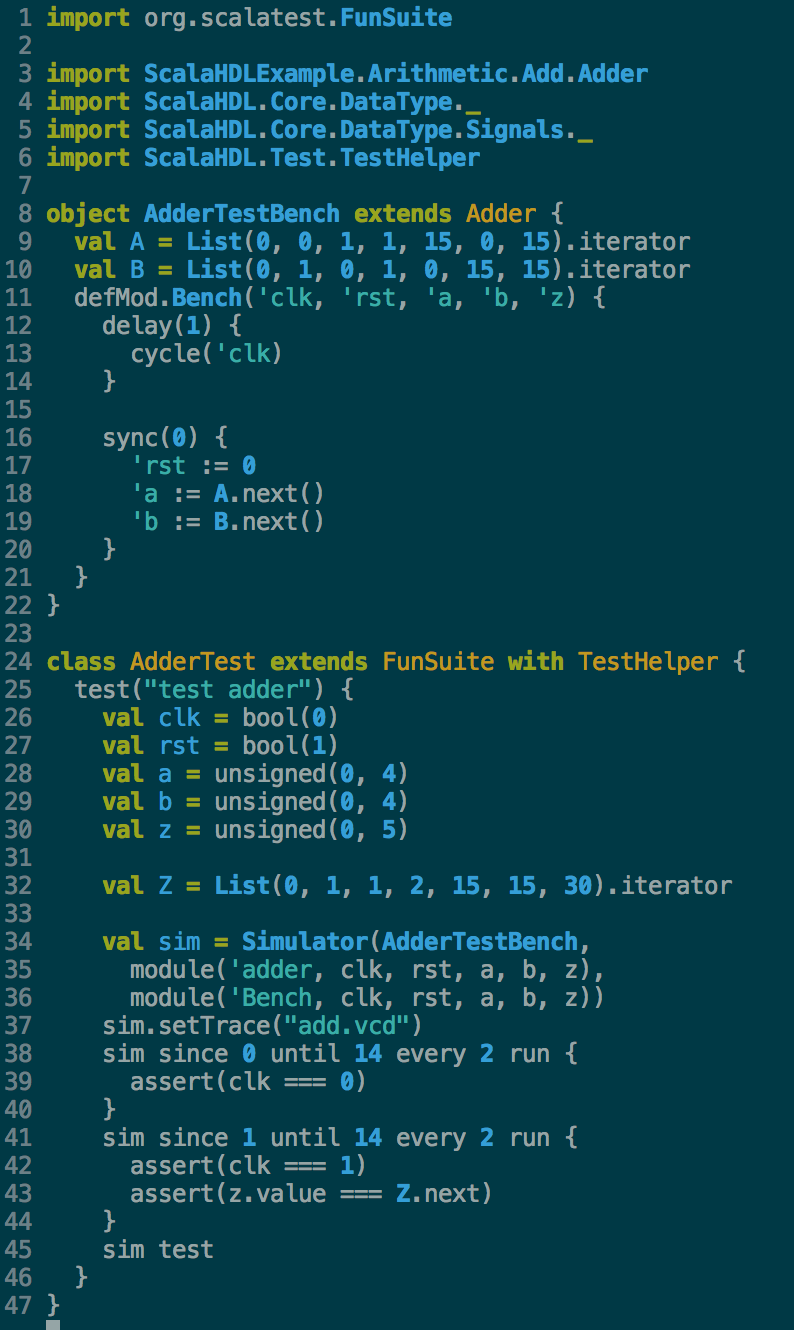 1 import org.scalatest.FunSuite
2
3 import ScalaHDLExample.Arithmetic.Add.Adder
4 import ScalaHDL.Core.DataType._
5 import ScalaHDL.Core.DataType.Signals._
6 import ScalaHDL.Test.TestHelper
7
8 object AdderTestBench extends Adder {
9   val A = List(0, 0, 1, 1, 15, 0, 15).iterator
10   val B = List(0, 1, 0, 1, 0, 15, 15).iterator
11   defMod.Bench('clk, 'rst, 'a, 'b, 'z) {
12     delay(1) {
13       cycle('clk)
14     }
15
16     sync(0) {
17       'rst := 0
18       'a := A.next()
19       'b := B.next()
20     }
21   }
22 }
23
24 class AdderTest extends FunSuite with TestHelper {
25   test("test adder") {
26     val clk = bool(0)
27     val rst = bool(1)
28     val a = unsigned(0, 4)
29     val b = unsigned(0, 4)
30     val z = unsigned(0, 5)
31
32     val Z = List(0, 1, 1, 2, 15, 15, 30).iterator
33
34     val sim = Simulator(AdderTestBench,
35       module('adder, clk, rst, a, b, z),
36       module('Bench, clk, rst, a, b, z))
37     sim.setTrace("add.vcd")
38     sim since 0 until 14 every 2 run {
39       assert(clk === 0)
40     }
41     sim since 1 until 14 every 2 run {
42       assert(clk === 1)
43       assert(z.value === Z.next)
44     }
45     sim test
46   }
47 }